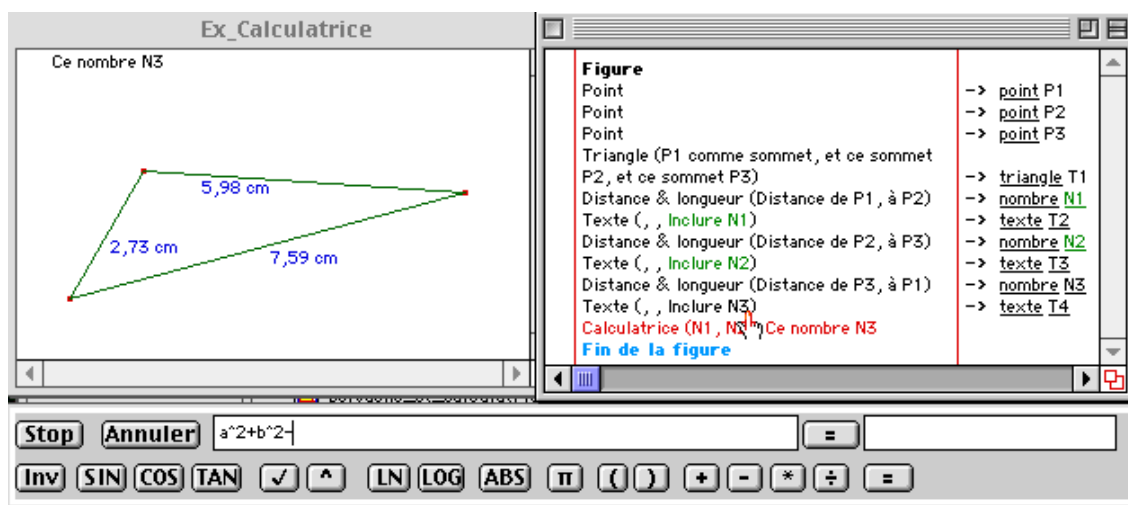 Ex_Calculatrice
Ce nombre N3
5,98 cm
2,73 cm
7,59 cm
Figure
Point -> point P1
Point -> point P2
Point -> point P3
Triangle (P1 comme sommet, et ce sommet
P2, et ce sommet P3) -> triangle T1
Distance & longueur (Distance de P1, à P2) -> nombre N1
Texte (, , Inclure N1) -> texte T2
Distance & longueur (Distance de P2, à P3) -> nombre N2
Texte (, , Inclure N2) -> texte T3
Distance & longueur (Distance de P3, à P1) -> nombre N3
Texte (, , Inclure N3) -> texte T4
Calculatrice (N1, N2 Ce nombre N3
Fin de la figure
Stop Annuler a^2+b^2- =
Inv SIN COS TAN √ ^ LN LOG ABS π ( ) + - * ÷ =